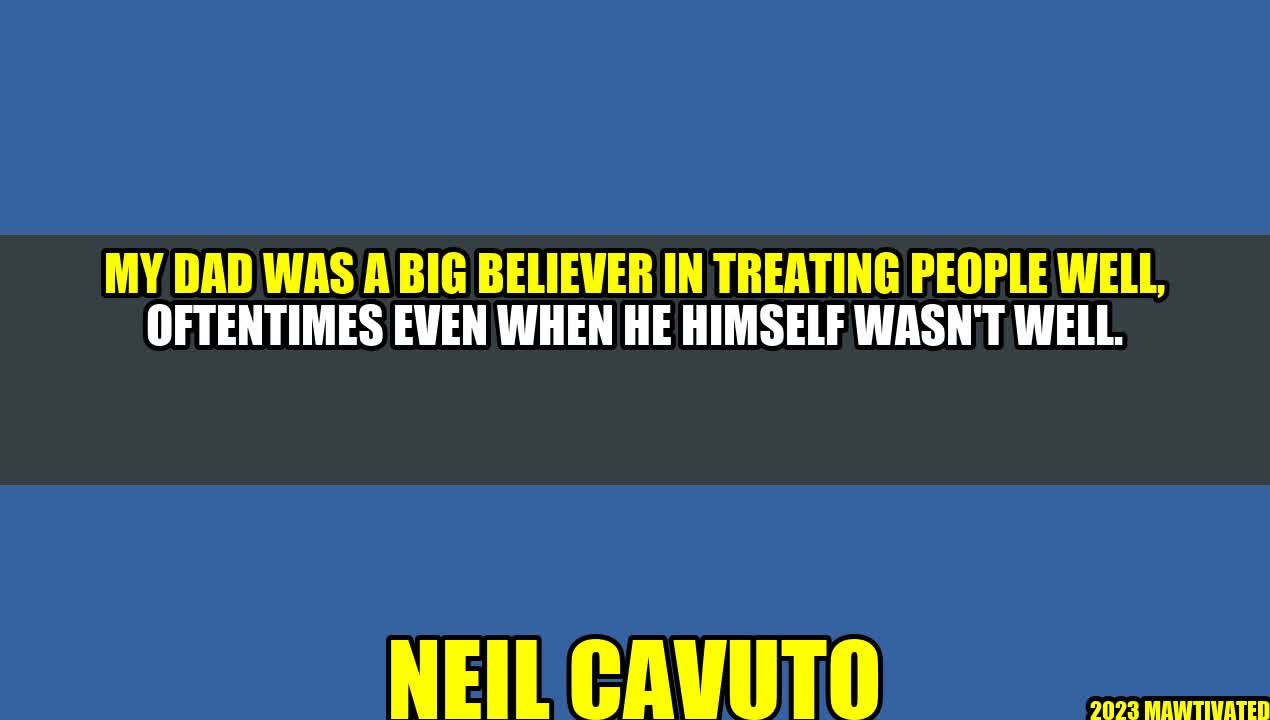 MY DAD WAS A BIG BELIEVER IN TREATING PEOPLE WELL,
OFTENTIMES EVEN WHEN HE HIMSELF WASN'T WELL.
NEIL CAVUTO
2023 MAWTIVATED